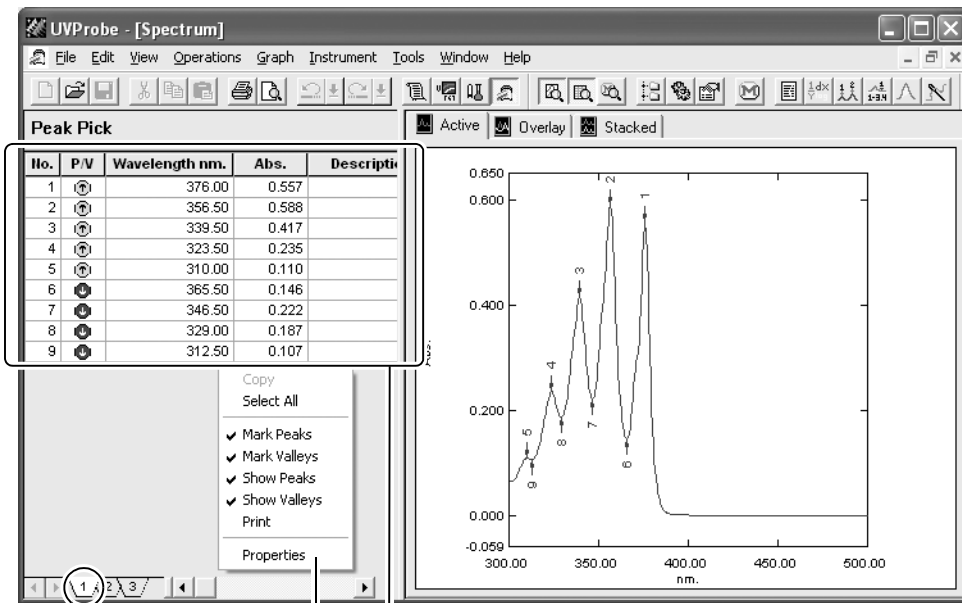 UVProbe - [Spectrum]
File Edit View Operations Graph Instrument Tools Window Help
Peak Pick
Active Overlay Stacked
No. P/V Wavelength nm. Abs. Descriptic
1 376.00 0.557
2 356.50 0.588
3 339.50 0.417
4 323.50 0.235
5 310.00 0.110
6 365.50 0.146
7 346.50 0.222
8 329.00 0.187
9 312.50 0.107
Copy
Select All
Mark Peaks
Mark Valleys
Show Peaks
Show Valleys
Print
Properties
1 2 3
0.650
0.600
0.400
0.200
0.000
-0.059
300.00 350.00 400.00 450.00 500.00
nm.
1
2
3
4
5
6
7
8
9